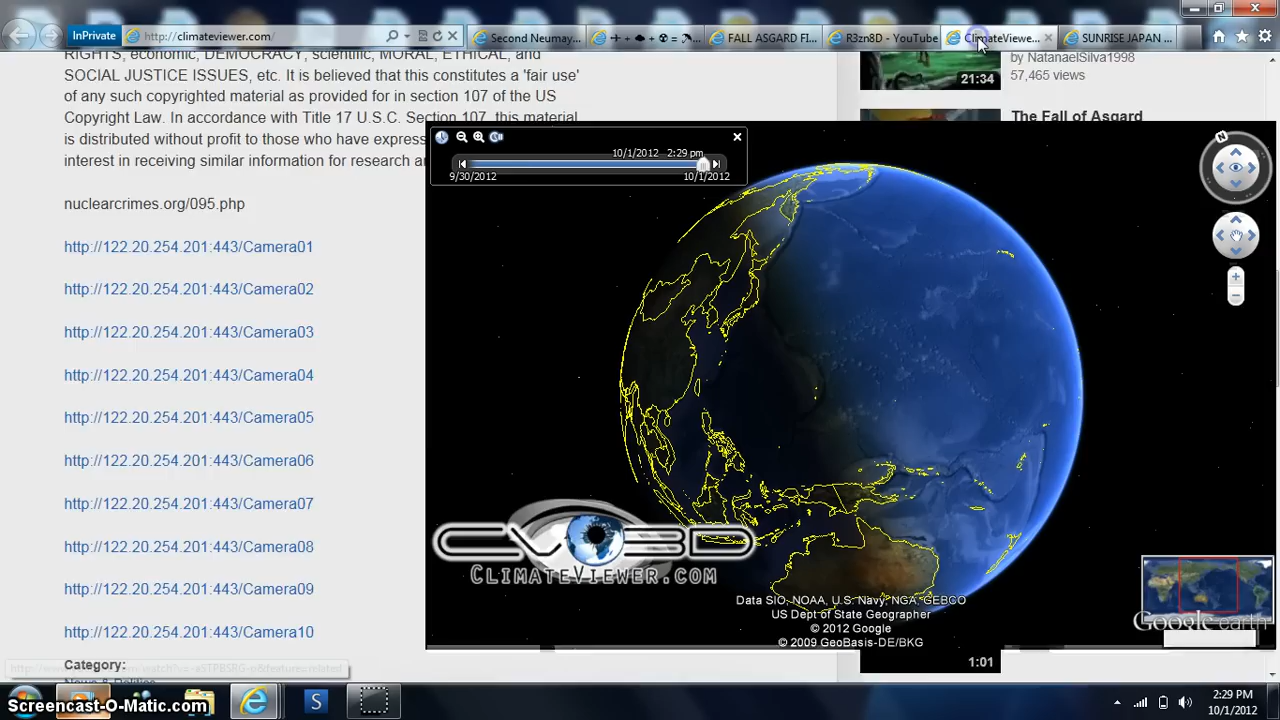 InPrivate
http://climateviewer.com/
Second Neumay...
FALL ASGARD FI...
R3zn8D - YouTube
ClimateViewe...
SUNRISE JAPAN ...
RIGHTS, economic, DEMOCRATIC, scientific, MORAL, ETHICAL, and
SOCIAL JUSTICE ISSUES, etc. It is believed that this constitutes a 'fair use'
of any such copyrighted material as provided for in section 107 of the US
Copyright Law. In accordance with Title 17 U.S.C. Section 107, this material
is distributed without profit to those who have expres
interest in receiving similar information for research a
nuclearcrimes.org/095.php
http://122.20.254.201:443/Camera01
http://122.20.254.201:443/Camera02
http://122.20.254.201:443/Camera03
http://122.20.254.201:443/Camera04
http://122.20.254.201:443/Camera05
http://122.20.254.201:443/Camera06
http://122.20.254.201:443/Camera07
http://122.20.254.201:443/Camera08
http://122.20.254.201:443/Camera09
http://122.20.254.201:443/Camera10
Category:
by NatanaelSilva1998
57,465 views
21:34
The Fall of Asgard
10/1/2012 2:29 pm
9/30/2012
10/1/2012
N
CV3D
CLIMATEVIEWER.COM
Data SIO, NOAA, U.S. Navy, NGA, GEBCO
US Dept of State Geographer
© 2012 Google
© 2009 GeoBasis-DE/BKG
Google earth
1:01
S
Screencast-O-Matic.com
2:29 PM
10/1/2012